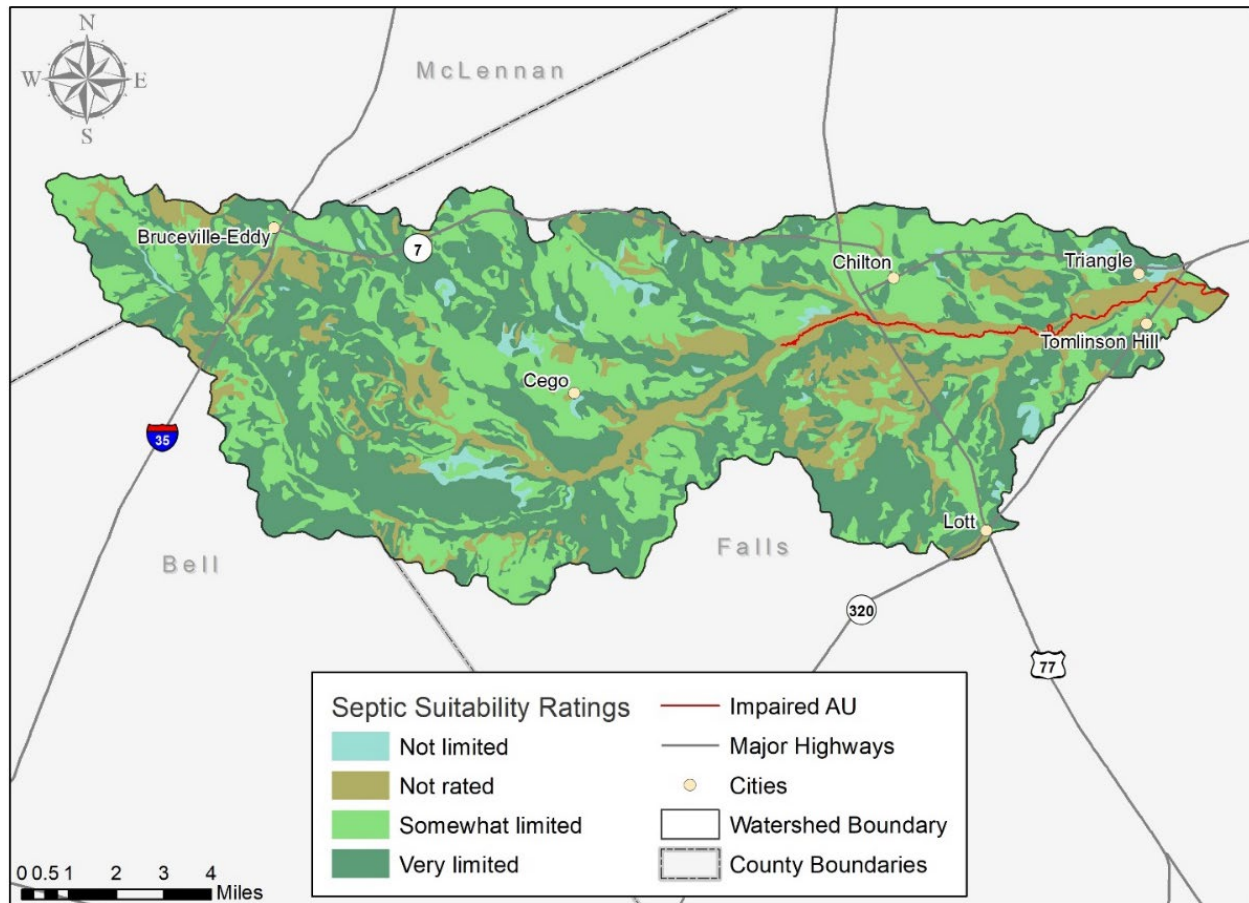 N
W E
S
McLennan
Bruceville-Eddy
7
Chilton
Triangle
Tomlinson Hill
Cego
35
Lott
Bell
Falls
320
77
Septic Suitability Ratings
Not limited
Not rated
Somewhat limited
Very limited
Impaired AU
Major Highways
Cities
Watershed Boundary
County Boundaries
0 0.5 1 2 3 4
Miles